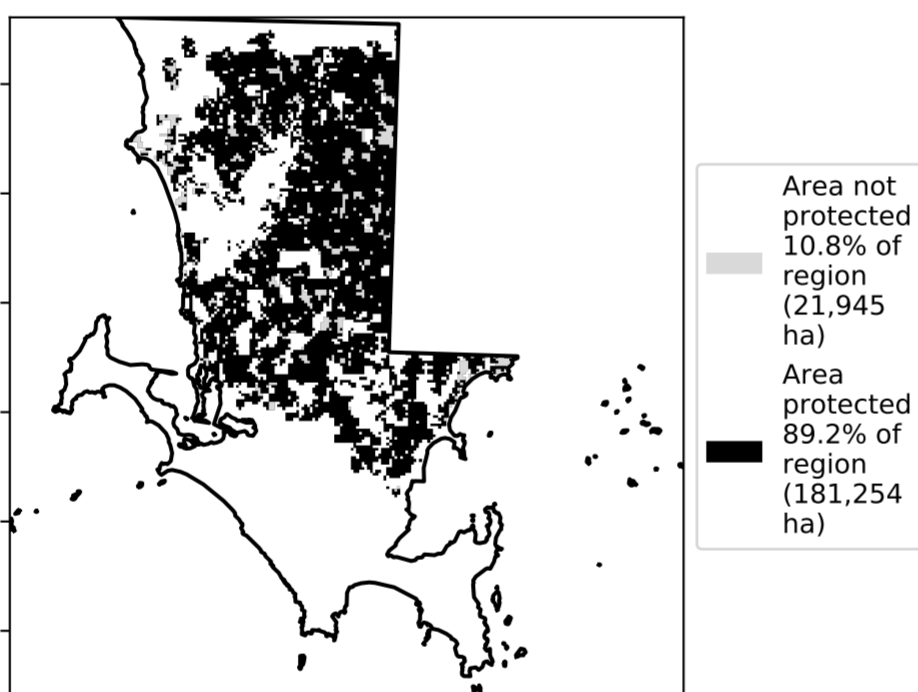 Area not
protected
10.8% of
region
(21,945
ha)
Area
protected
89.2% of
region
(181,254
ha)